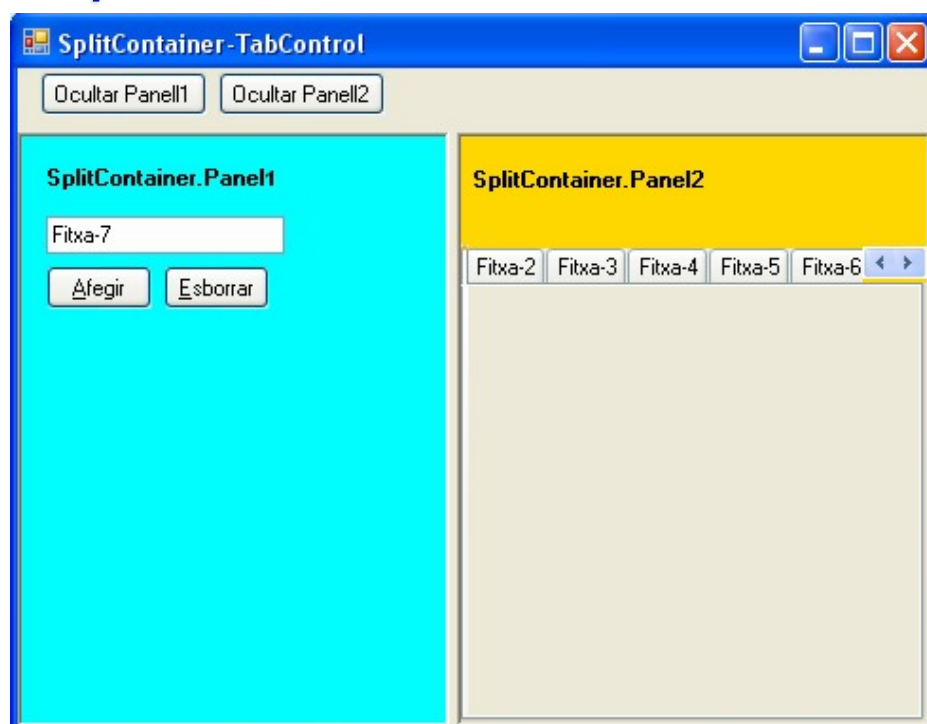 SplitContainer-TabControl
Ocultar Panell1 Ocultar Panell2
SplitContainer.Panel1
Fitxa-7
Afegir Esborrar
SplitContainer.Panel2
Fitxa-2 Fitxa-3 Fitxa-4 Fitxa-5 Fitxa-6